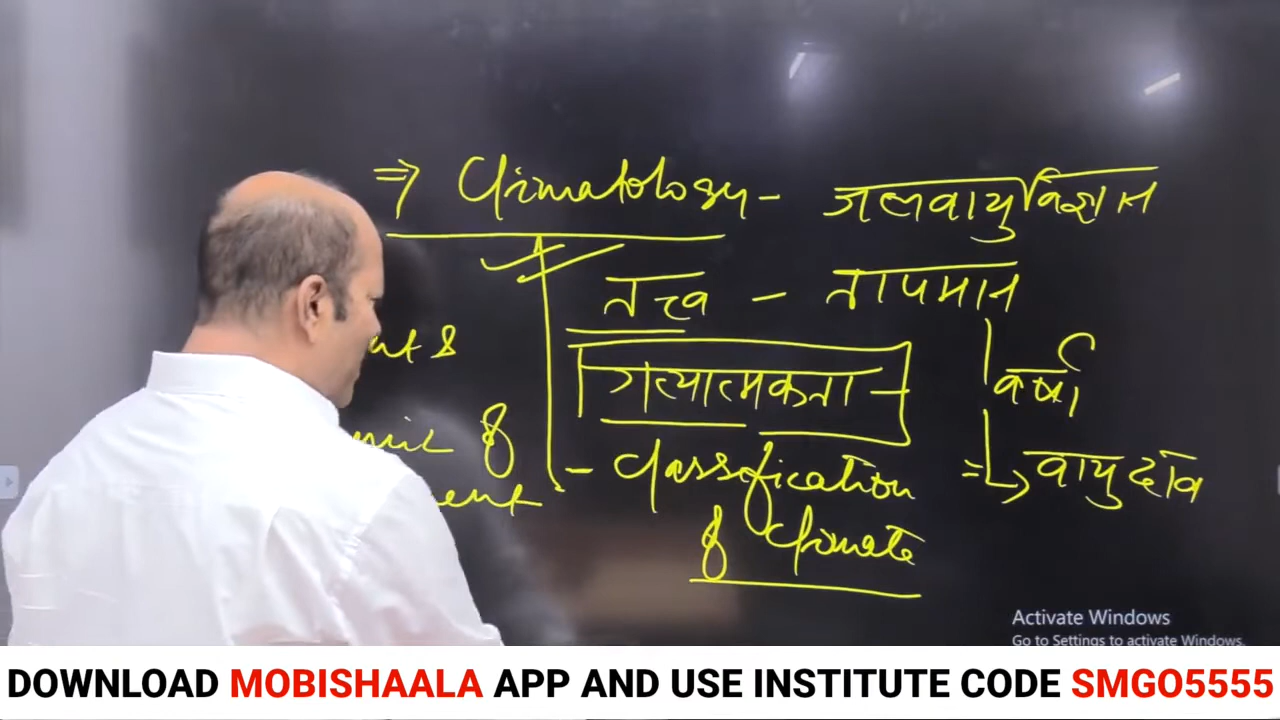 ⇒ Climatology - जलवायु विज्ञान
तत्त्व - तापमान
वर्षा
गत्यात्मकता -
- Classification ⇒ वायुदाब
of Climate
of
Activate Windows
Go to Settings to activate Windows.
DOWNLOAD MOBISHAALA APP AND USE INSTITUTE CODE SMGO5555